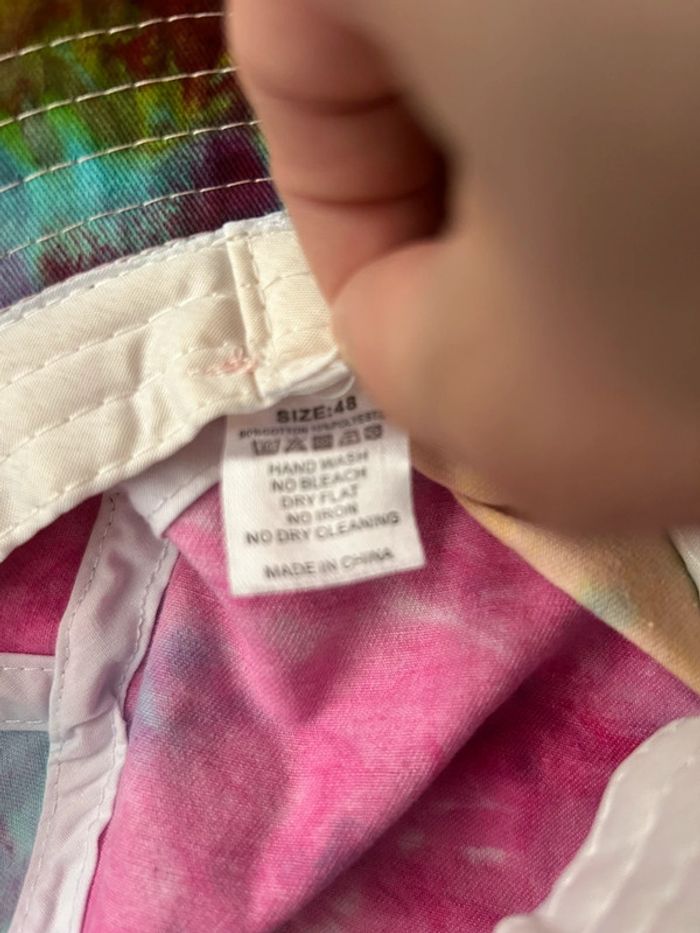 SIZE:48
HAND WASH
NO BLEACH
DRY FLAT
NO IRON
NO DRY CLEANING
MADE IN CHINA